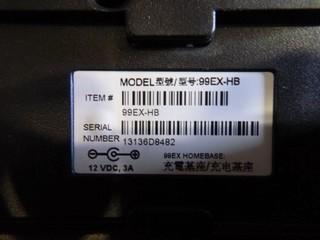 MODEL型號/型号:99EX-HB
ITEM #
99EX-HB
SERIAL
NUMBER 13136D8482
99EX HOMEBASE:
12 VDC, 3A 充電基座/充电基座